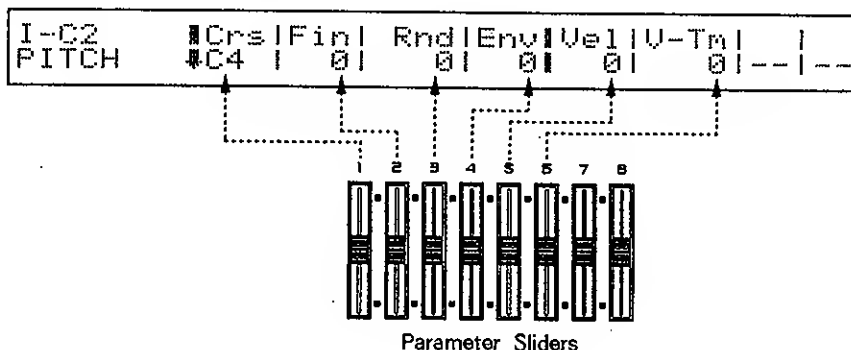 I-C2 Crs|Fin| Rnd|Env Vel|V-Tm| |
PITCH C4 | 0| 0| 0 0| 0|--|--
1 2 3 4 5 5 7 8
Parameter Sliders